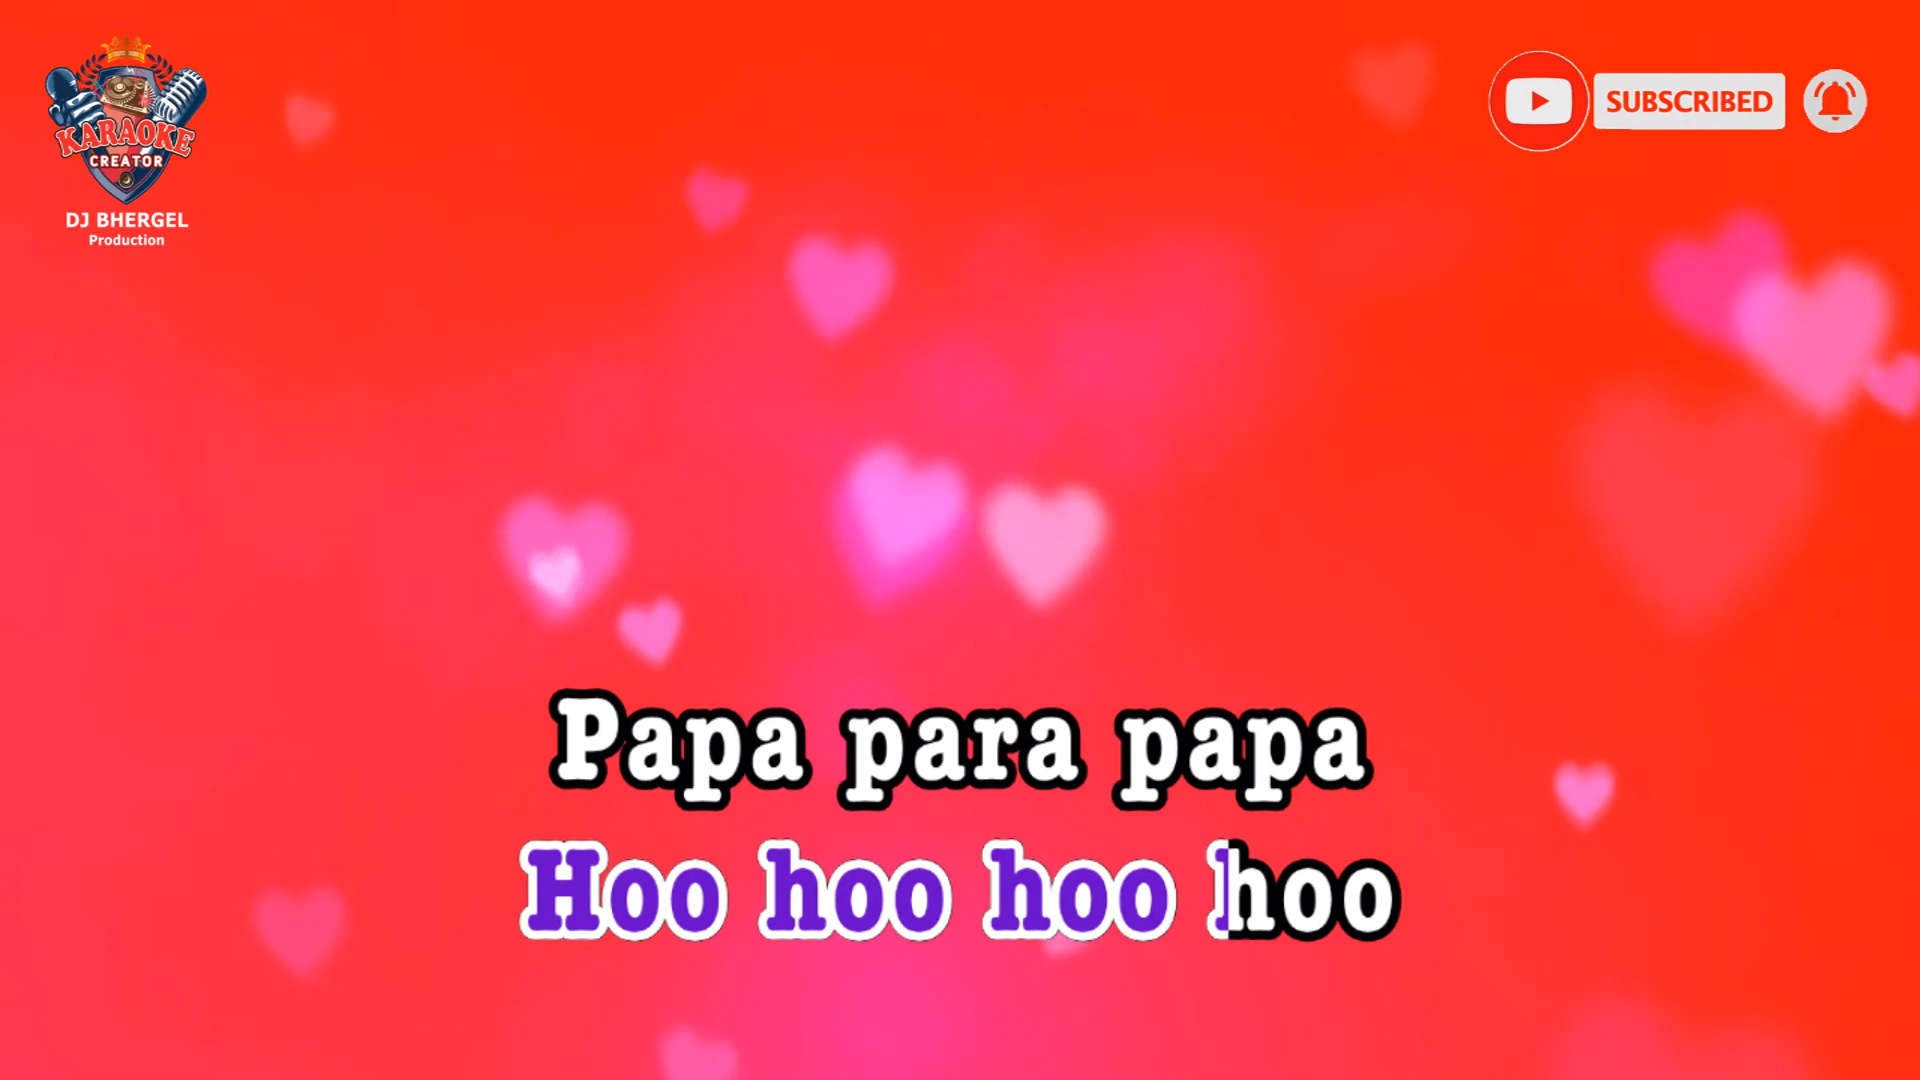 KARAOKE
CREATOR
DJ BHERGEL
Production
SUBSCRIBED
Papa para papa
Hoo hoo hoo hoo